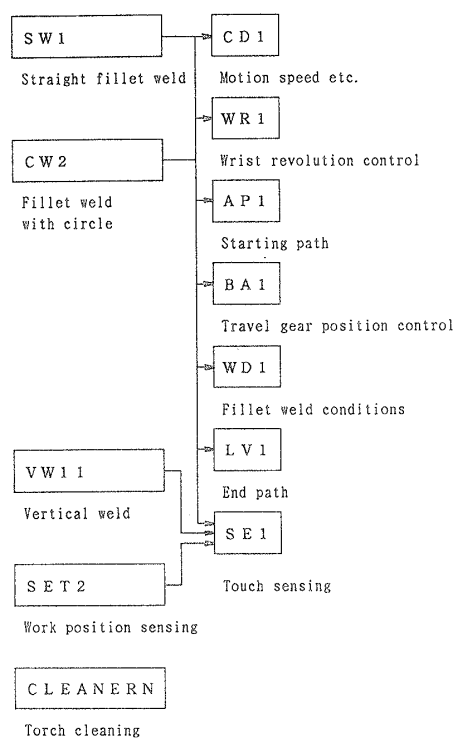 SW1
Straight fillet weld
CD1
Motion speed etc.
WR1
Wrist revolution control
CW2
Fillet weld
with circle
AP1
Starting path
BA1
Travel gear position control
WD1
Fillet weld conditions
LV1
End path
VW11
Vertical weld
SE1
Touch sensing
SET2
Work position sensing
CLEANERN
Torch cleaning